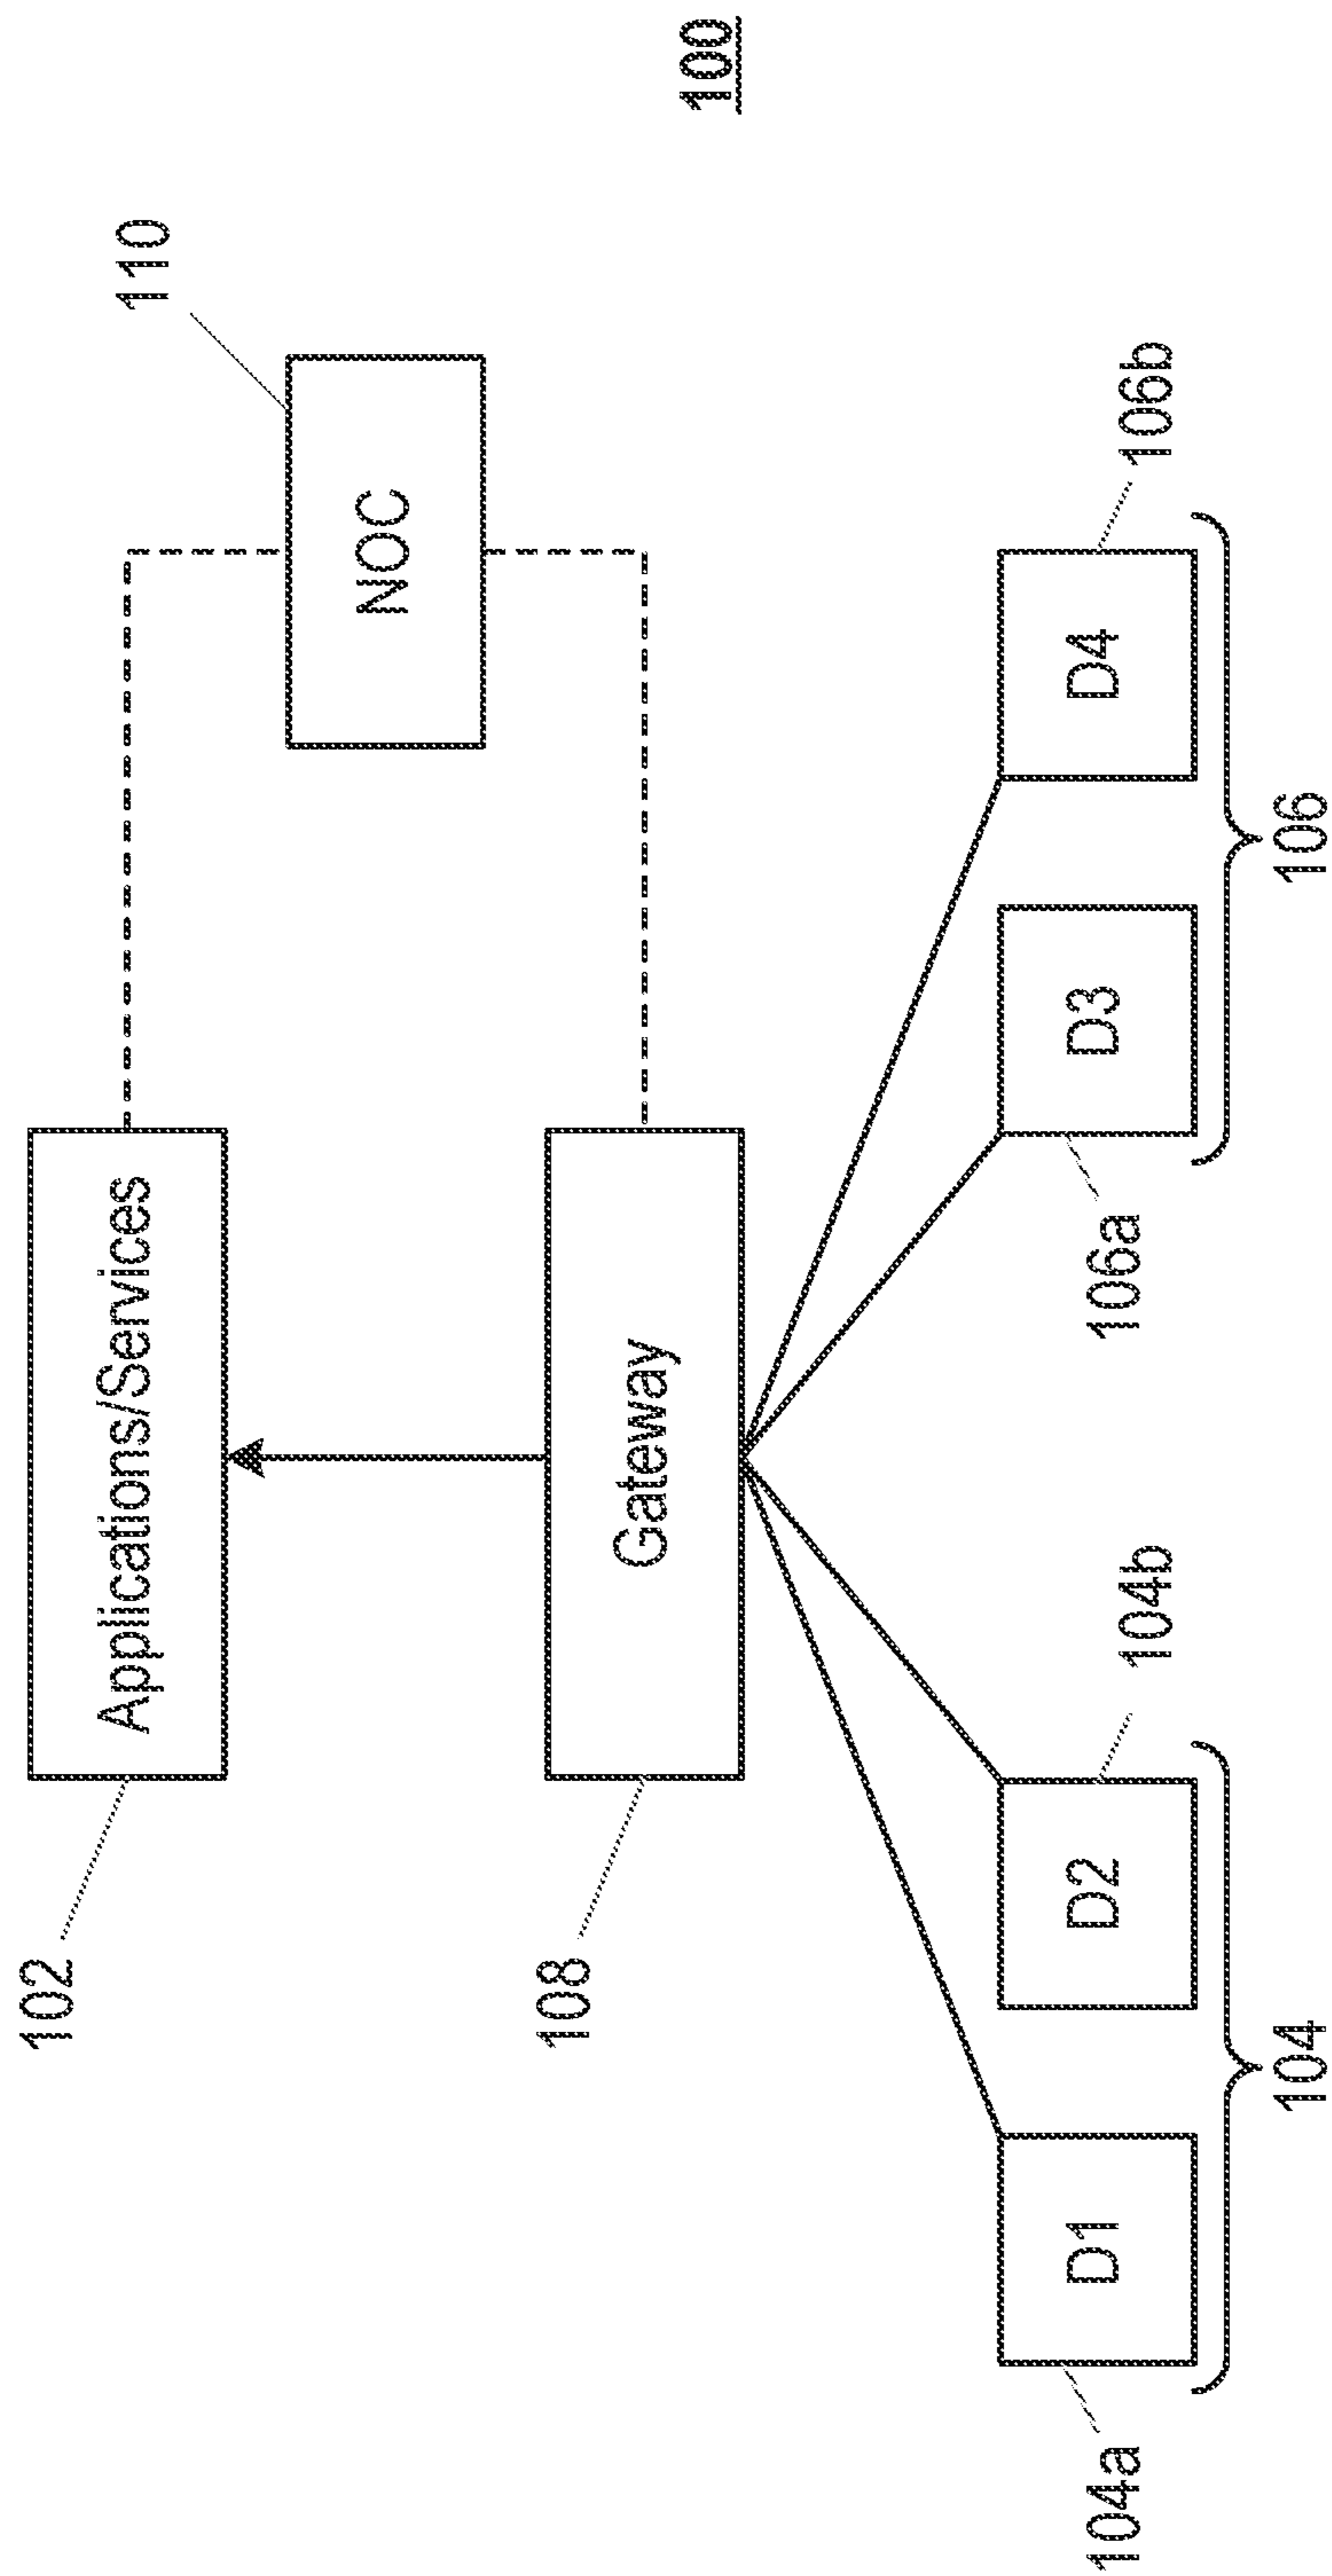 100
102
Applications/Services
110
NOC
108
Gateway
104a
D1
D2
104b
106a
D3
D4
106b
104
106